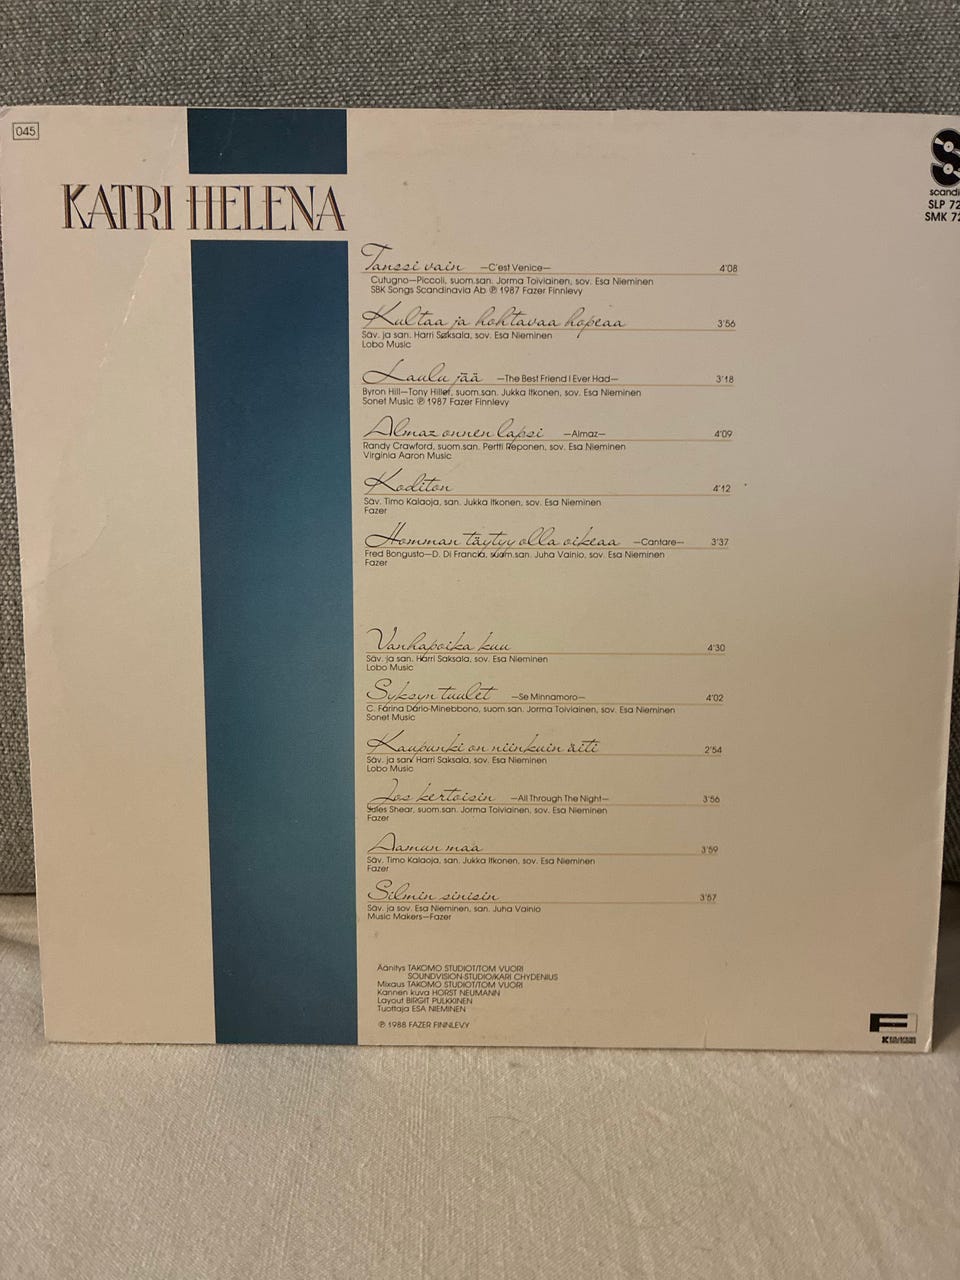 045
KATRI HELENA
scandi
SLP 72
SMK 72
Tanssi vain —C'est Venice— 4'08
Cutugno—Piccoli, suom.san. Jorma Toiviainen, sov. Esa Nieminen
SBK Songs Scandinavia Ab ℗ 1987 Fazer Finnlevy
Kultaa ja hohtavaa hopeaa 3'56
Säv. ja san. Harri Saksala, sov. Esa Nieminen
Lobo Music
Laulu jää —The Best Friend I Ever Had— 3'18
Byron Hill—Tony Hiller, suom.san. Jukka Itkonen, sov. Esa Nieminen
Sonet Music ℗ 1987 Fazer Finnlevy
Almaz onnen lapsi —Almaz— 4'09
Randy Crawford, suom.san. Pertti Reponen, sov. Esa Nieminen
Virginia Aaron Music
Koditon 4'12
Säv. Timo Kalaoja, san. Jukka Itkonen, sov. Esa Nieminen
Fazer
Homman täytyy olla oikeaa —Cantare— 3'37
Fred Bongusto—D. Di Francia, suom.san. Juha Vainio, sov. Esa Nieminen
Fazer
Vanhapoika kuu 4'30
Säv. ja san. Harri Saksala, sov. Esa Nieminen
Lobo Music
Syksyn tuulet —Se Minnamoro— 4'02
C. Farina Dario-Minebbono, suom.san. Jorma Toiviainen, sov. Esa Nieminen
Sonet Music
Kaupunki on niinkuin äiti 2'54
Säv. ja san. Harri Saksala, sov. Esa Nieminen
Lobo Music
Jos kertoisin —All Through The Night— 3'56
Jules Shear, suom.san. Jorma Toiviainen, sov. Esa Nieminen
Fazer
Aamun maa 3'59
Säv. Timo Kalaoja, san. Jukka Itkonen, sov. Esa Nieminen
Fazer
Silmin sinisin 3'57
Säv. ja sov. Esa Nieminen, san. Juha Vainio
Music Makers—Fazer
Äänitys TAKOMO STUDIOT/TOM VUORI
SOUNDVISION-STUDIO/KARI CHYDENIUS
Mixaus TAKOMO STUDIOT/TOM VUORI
Kannen kuva HORST NEUMANN
Layout BIRGIT PULKKINEN
Tuottaja ESA NIEMINEN
℗ 1988 FAZER FINNLEVY
F